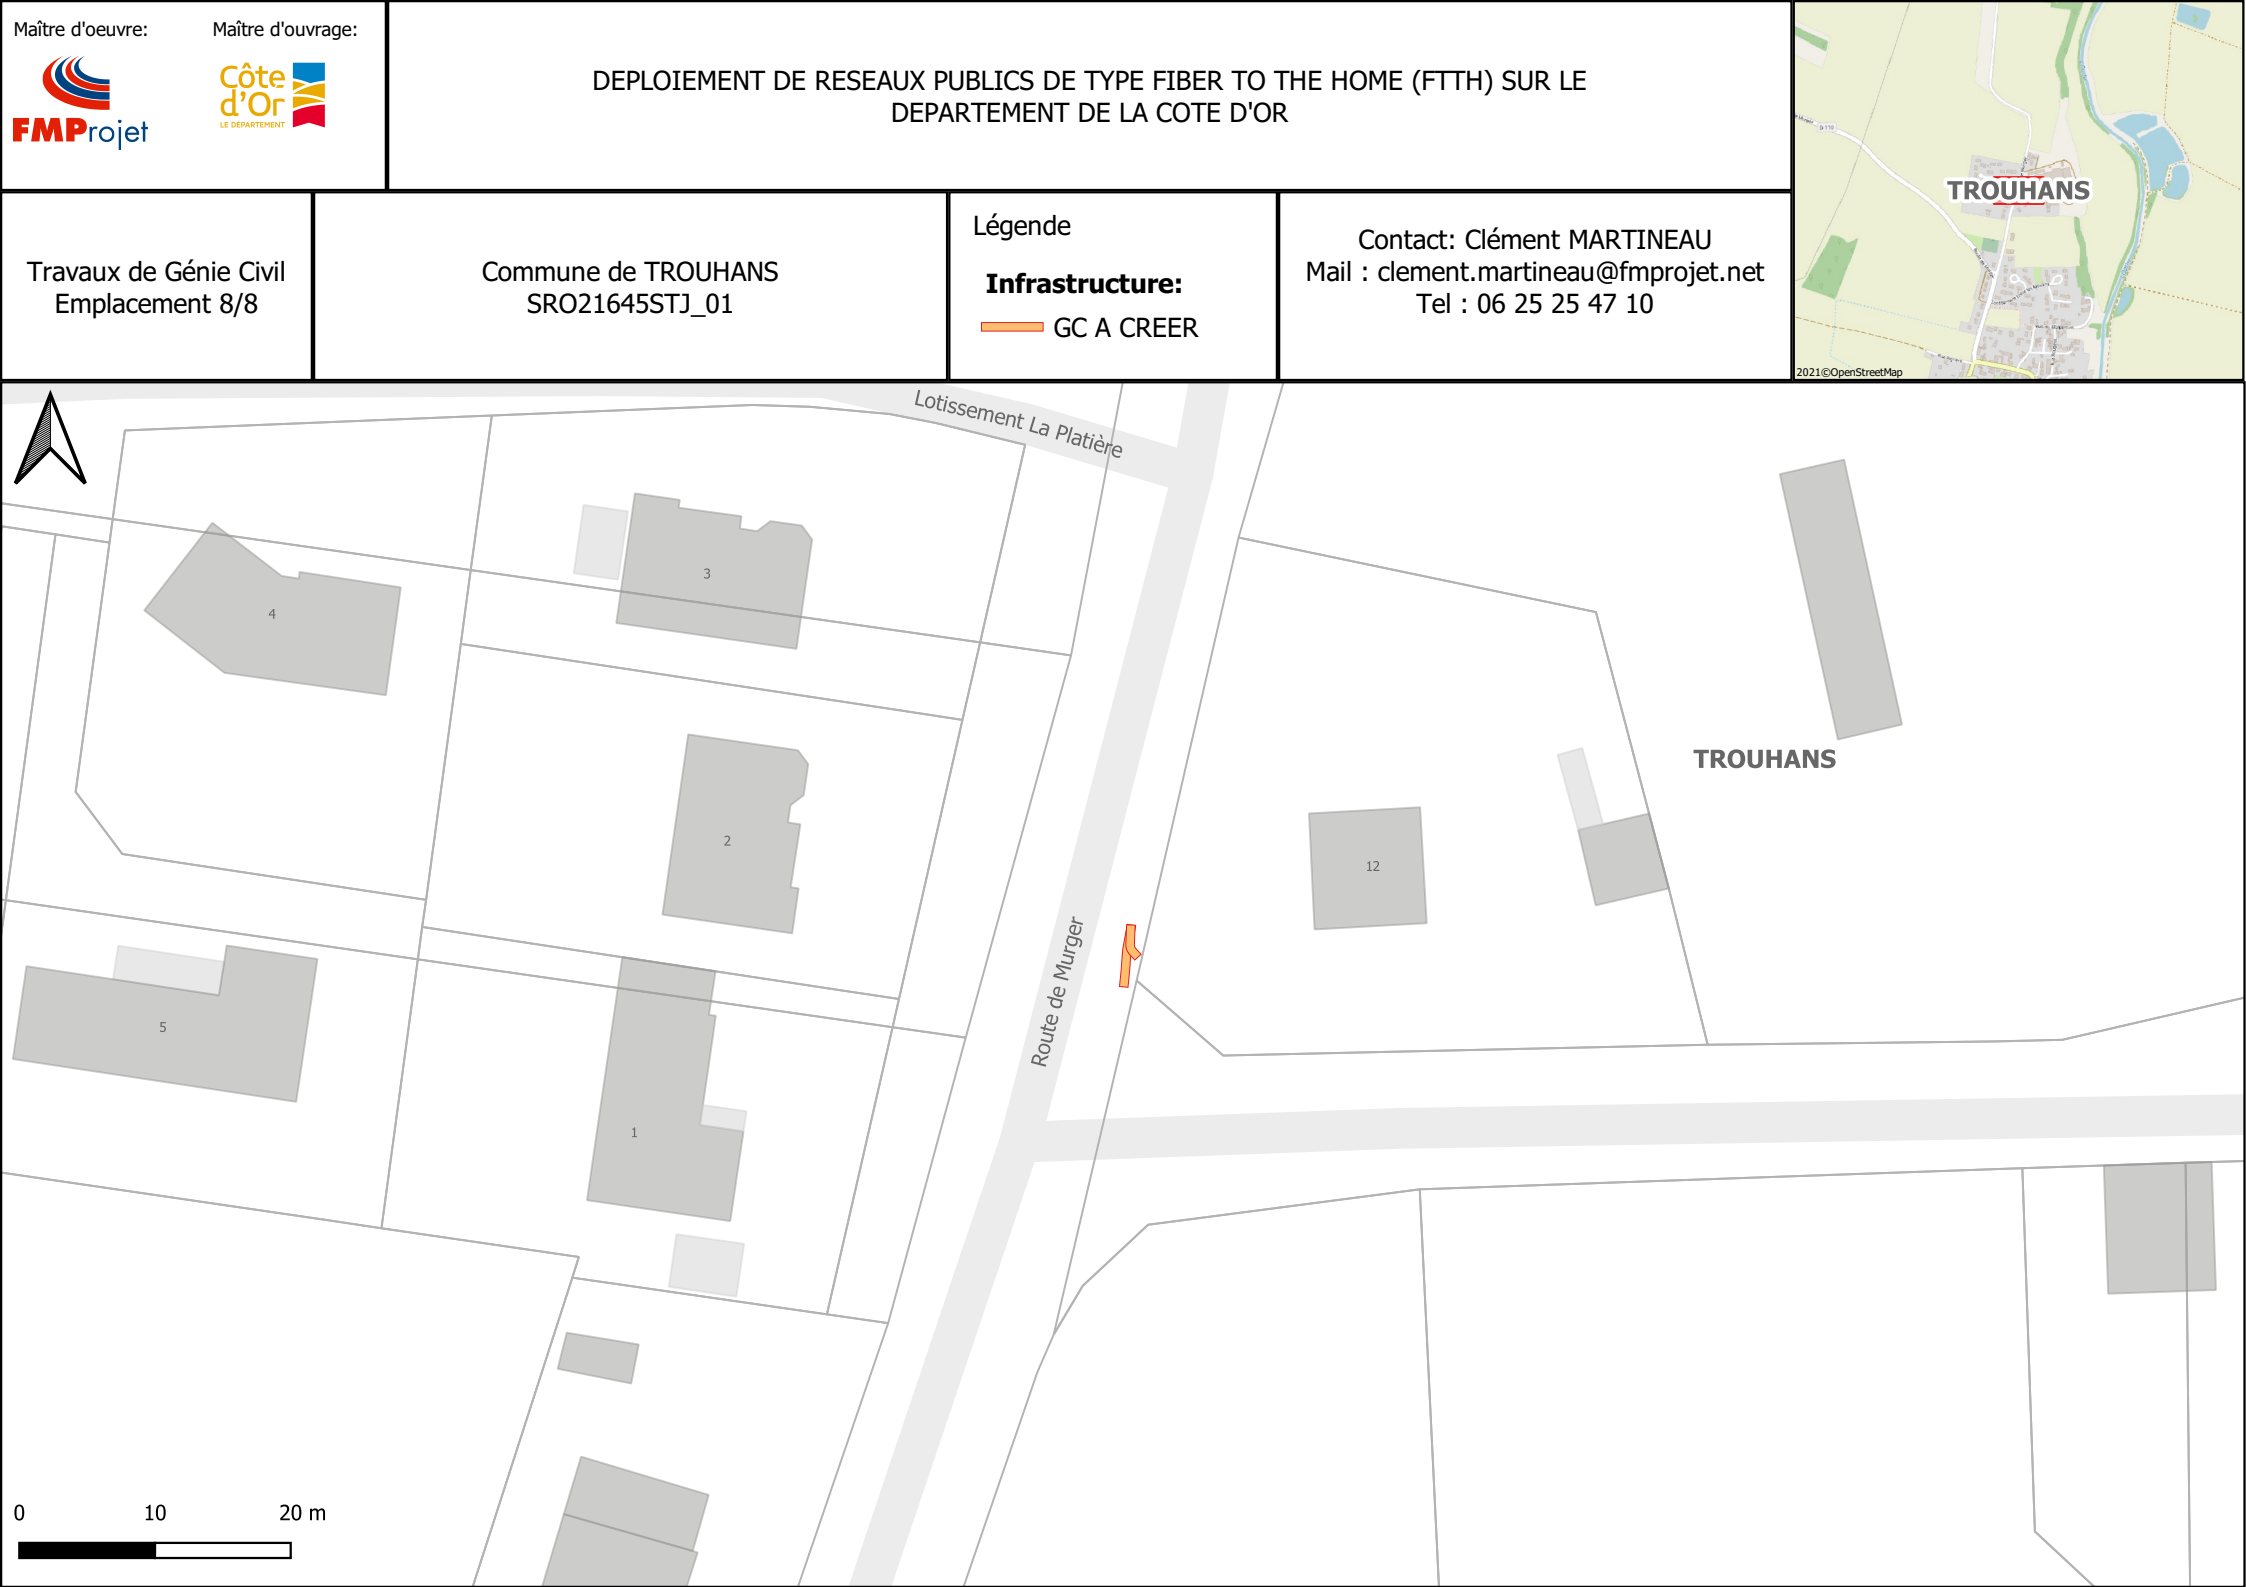 Maître d'oeuvre:
Maître d'ouvrage:
FMProjet
Côte
d'Or
LE DÉPARTEMENT
DEPLOIEMENT DE RESEAUX PUBLICS DE TYPE FIBER TO THE HOME (FTTH) SUR LE
DEPARTEMENT DE LA COTE D'OR
Travaux de Génie Civil
Emplacement 8/8
Commune de TROUHANS
SRO21645STJ_01
Légende
Infrastructure:
GC A CREER
Contact: Clément MARTINEAU
Mail : clement.martineau@fmprojet.net
Tel : 06 25 25 47 10
D 110
TROUHANS
2021©OpenStreetMap
Lotissement La Platière
3
4
TROUHANS
2
12
Route de Murger
5
1
0
10
20 m